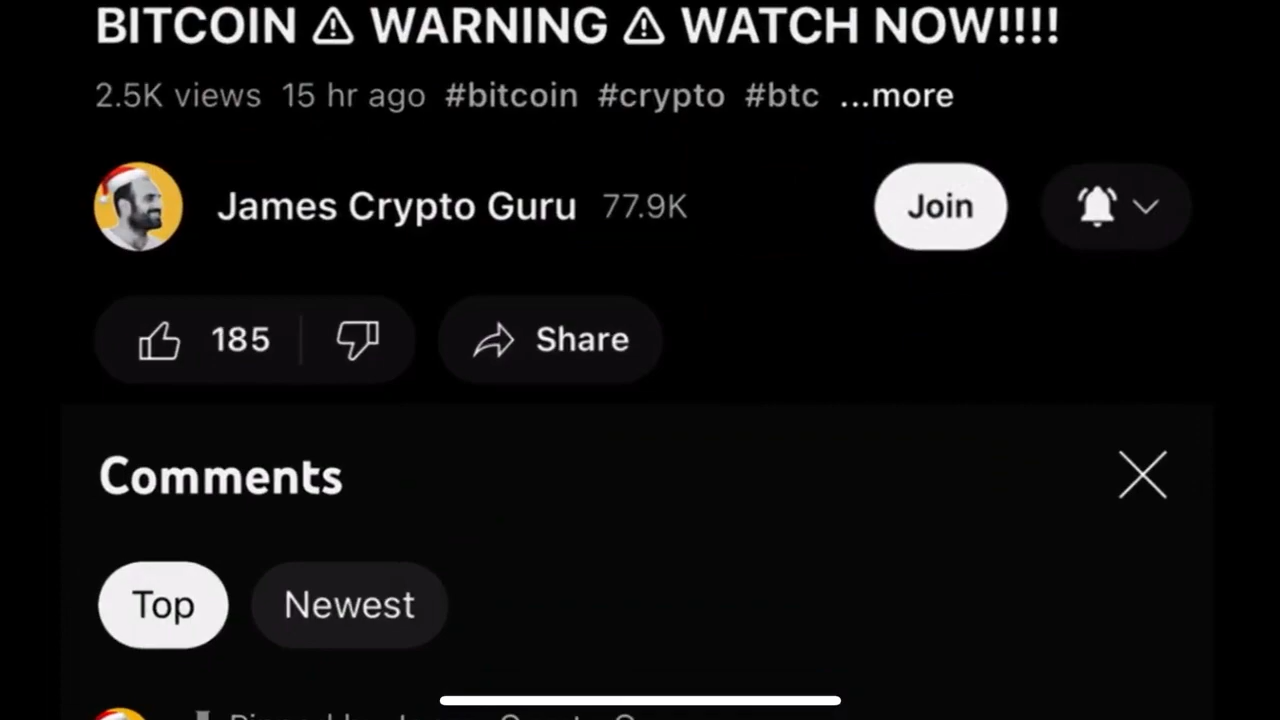 BITCOIN ⚠ WARNING ⚠ WATCH NOW!!!!
2.5K views 15 hr ago #bitcoin #crypto #btc ...more
James Crypto Guru 77.9K
Join
185
Share
Comments
Top
Newest